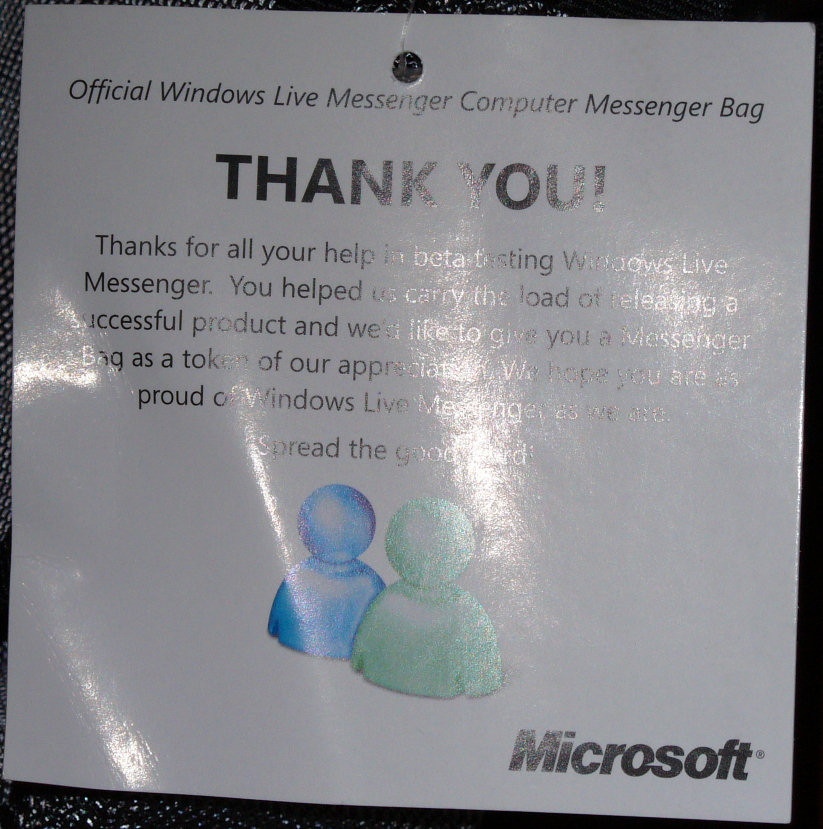 Official Windows Live Messenger Computer Messenger Bag
THANK YOU!
Thanks for all your help in beta testing Windows Live
Messenger. You helped us carry the load of releasing a
successful product and we'd like to give you a Messenger
Bag as a token of our appreciation. We hope you are as
proud of Windows Live Messenger as we are.
Spread the good word!
Microsoft®